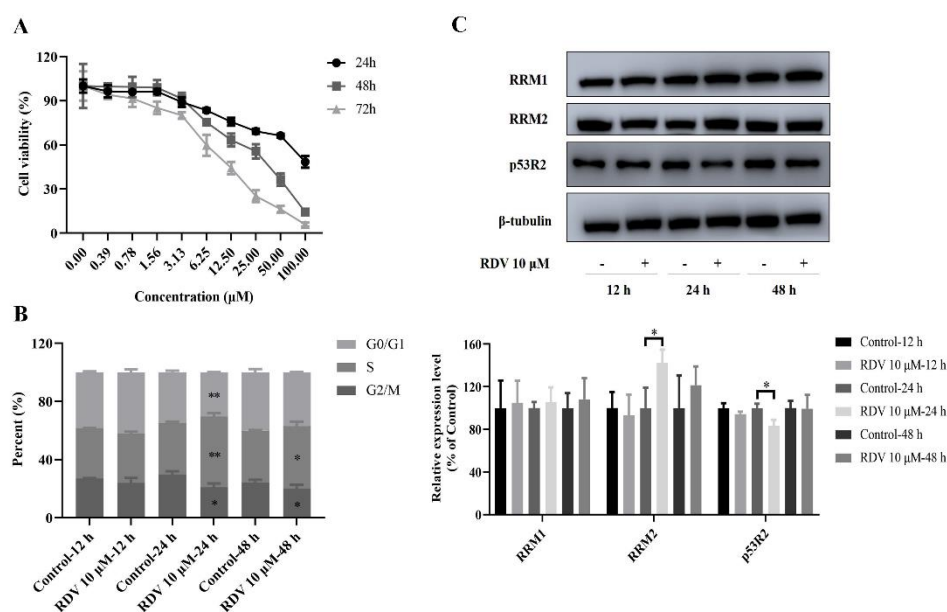 A
Cell viability (%)
120
90
60
30
0
24h
48h
72h
0.00
0.39
0.78
1.56
3.13
6.25
12.50
25.00
50.00
100.00
Concentration (μM)
B
Percent (%)
120
80
40
0
**
**
*
*
*
G0/G1
S
G2/M
Control-12 h
RDV 10 μM-12 h
Control-24 h
RDV 10 μM-24 h
Control-48 h
RDV 10 μM-48 h
C
RRM1
RRM2
p53R2
β-tubulin
RDV 10 μM - + - + - +
12 h 24 h 48 h
Relative expression level
(% of Control)
160
120
80
40
0
*
*
RRM1
RRM2
p53R2
Control-12 h
RDV 10 μM-12 h
Control-24 h
RDV 10 μM-24 h
Control-48 h
RDV 10 μM-48 h